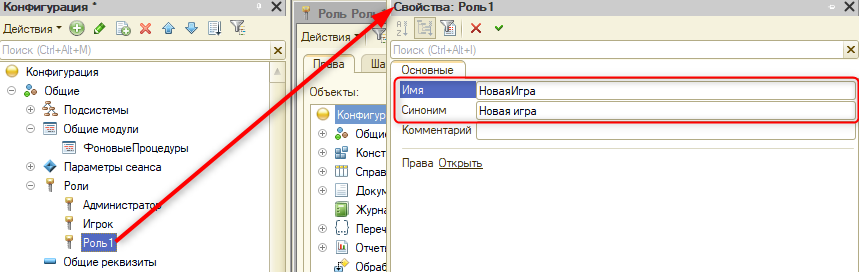 Конфигурация *
Действия
Поиск (Ctrl+Alt+M)
Конфигурация
Общие
Подсистемы
Общие модули
ФоновыеПроцедуры
Параметры сеанса
Роли
Администратор
Игрок
Роль1
Общие реквизиты
Роль Рол
Действия
Права
Ша
Объекты:
Конфигур
Общие
Конст
Справ
Докум
Журна
Переч
Отчеты
Обраб
Свойства: Роль1
Поиск (Ctrl+Alt+I)
Основные
Имя НоваяИгра
Синоним Новая игра
Комментарий
Права Открыть